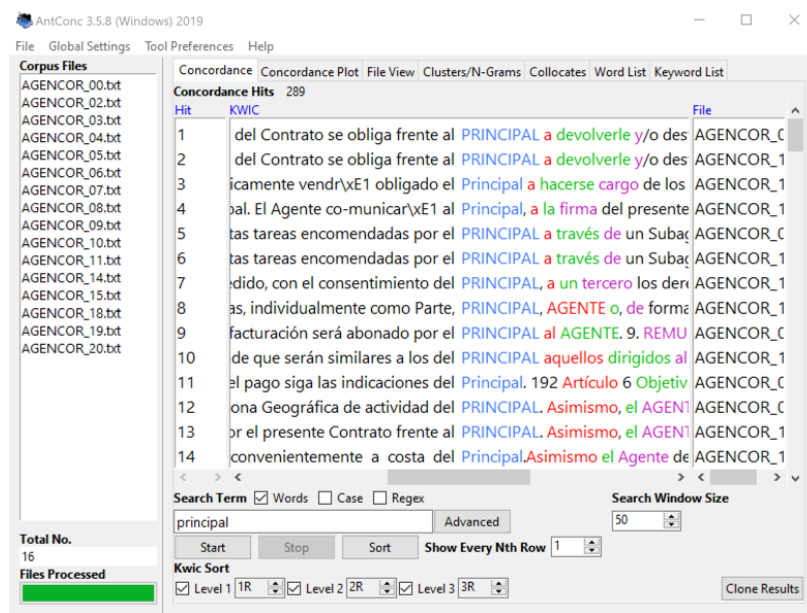 AntConc 3.5.8 (Windows) 2019
File Global Settings Tool Preferences Help
Corpus Files
AGENCOR_00.txt
AGENCOR_02.txt
AGENCOR_03.txt
AGENCOR_04.txt
AGENCOR_05.txt
AGENCOR_06.txt
AGENCOR_07.txt
AGENCOR_08.txt
AGENCOR_09.txt
AGENCOR_10.txt
AGENCOR_11.txt
AGENCOR_14.txt
AGENCOR_15.txt
AGENCOR_18.txt
AGENCOR_19.txt
AGENCOR_20.txt
Total No.
16
Files Processed
Concordance Concordance Plot File View Clusters/N-Grams Collocates Word List Keyword List
Concordance Hits 289
Hit KWIC File
1 del Contrato se obliga frente al PRINCIPAL a devolverle y/o des AGENCOR_0
2 del Contrato se obliga frente al PRINCIPAL a devolverle y/o des AGENCOR_1
3 icamente vendr\xE1 obligado el Principal a hacerse cargo de los AGENCOR_1
4 pal. El Agente co-municar\xE1 al Principal, a la firma del presente AGENCOR_1
5 tas tareas encomendadas por el PRINCIPAL a través de un Subag AGENCOR_0
6 tas tareas encomendadas por el PRINCIPAL a través de un Subag AGENCOR_1
7 edido, con el consentimiento del PRINCIPAL, a un tercero los dere AGENCOR_1
8 as, individualmente como Parte, PRINCIPAL, AGENTE o, de forma AGENCOR_1
9 facturación será abonado por el PRINCIPAL al AGENTE. 9. REMU AGENCOR_0
10 de que serán similares a los del PRINCIPAL aquellos dirigidos al AGENCOR_1
11 el pago siga las indicaciones del Principal. 192 Artículo 6 Objetiv AGENCOR_0
12 ona Geográfica de actividad del PRINCIPAL. Asimismo, el AGENT AGENCOR_0
13 or el presente Contrato frente al PRINCIPAL. Asimismo, el AGENT AGENCOR_1
14 convenientemente a costa del Principal.Asimismo el Agente de AGENCOR_1
Search Term Words Case Regex Search Window Size
principal Advanced 50
Start Stop Sort Show Every Nth Row 1
Kwic Sort
Level 1 1R Level 2 2R Level 3 3R Clone Results